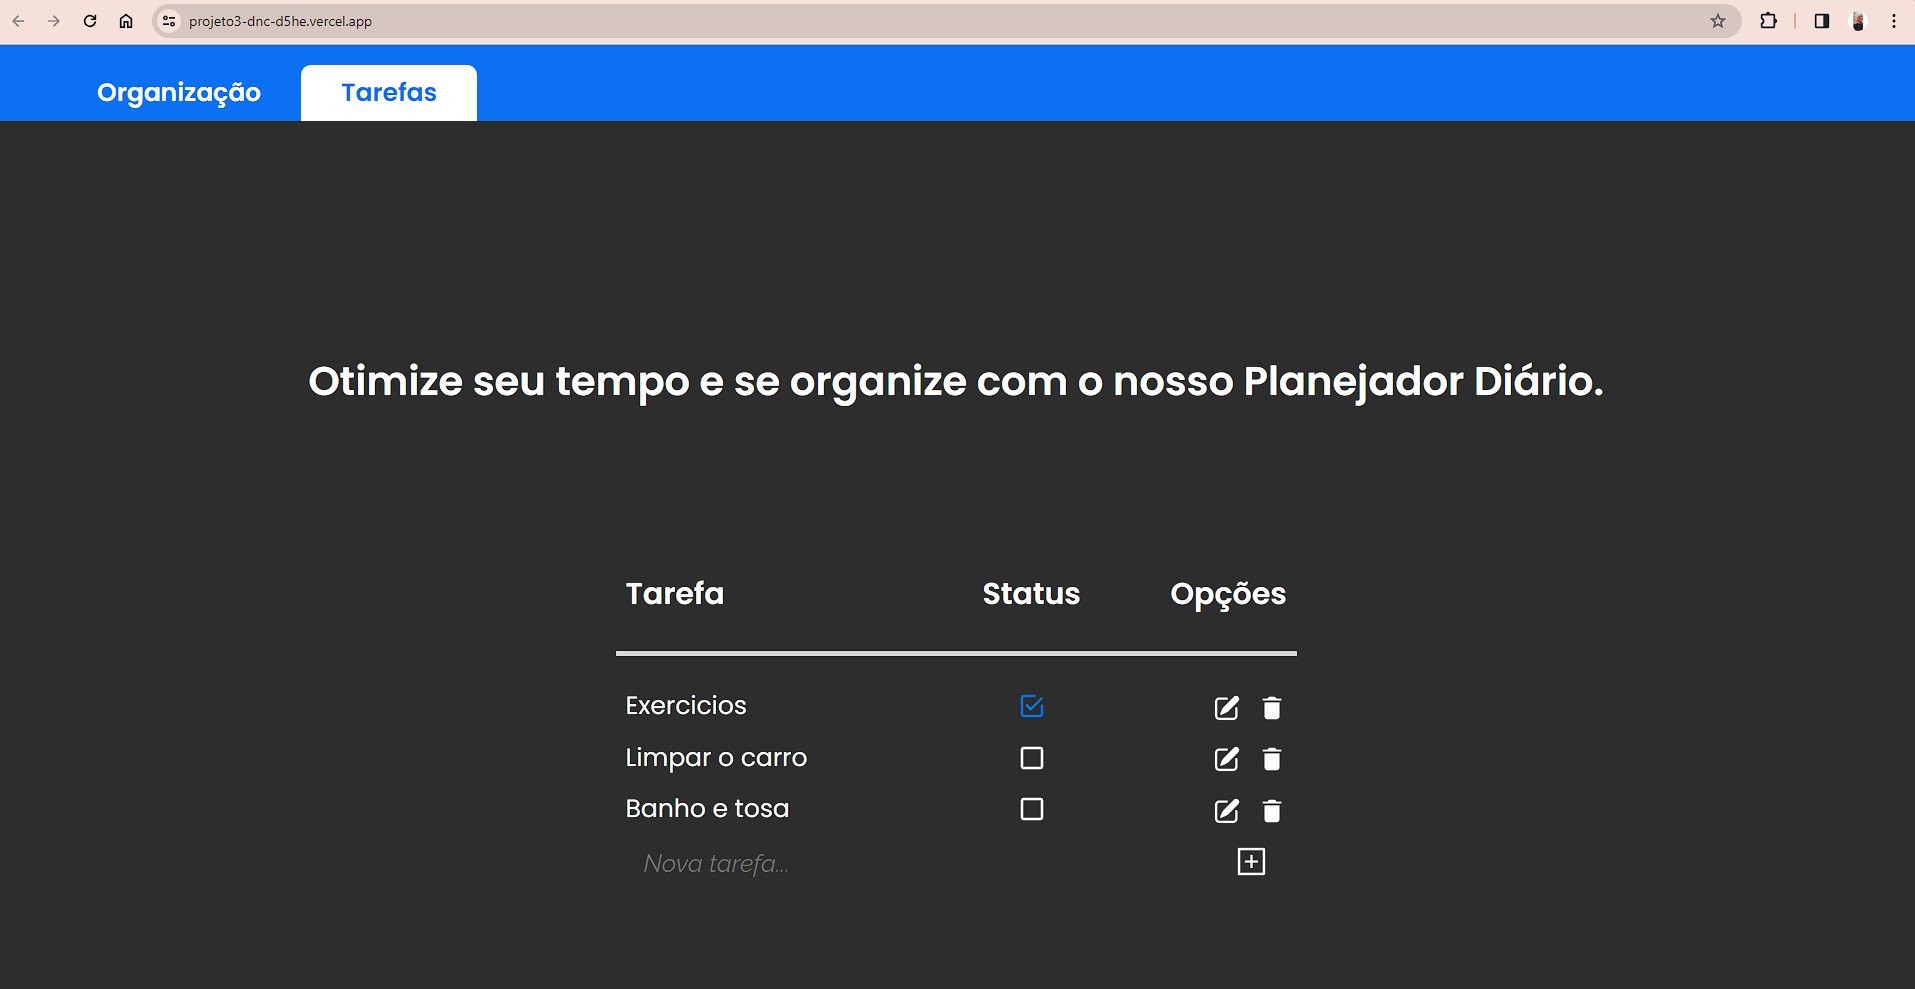 projeto3-dnc-d5he.vercel.app
Organização Tarefas
Otimize seu tempo e se organize com o nosso Planejador Diário.
Tarefa Status Opções
Exercicios
Limpar o carro
Banho e tosa
Nova tarefa...